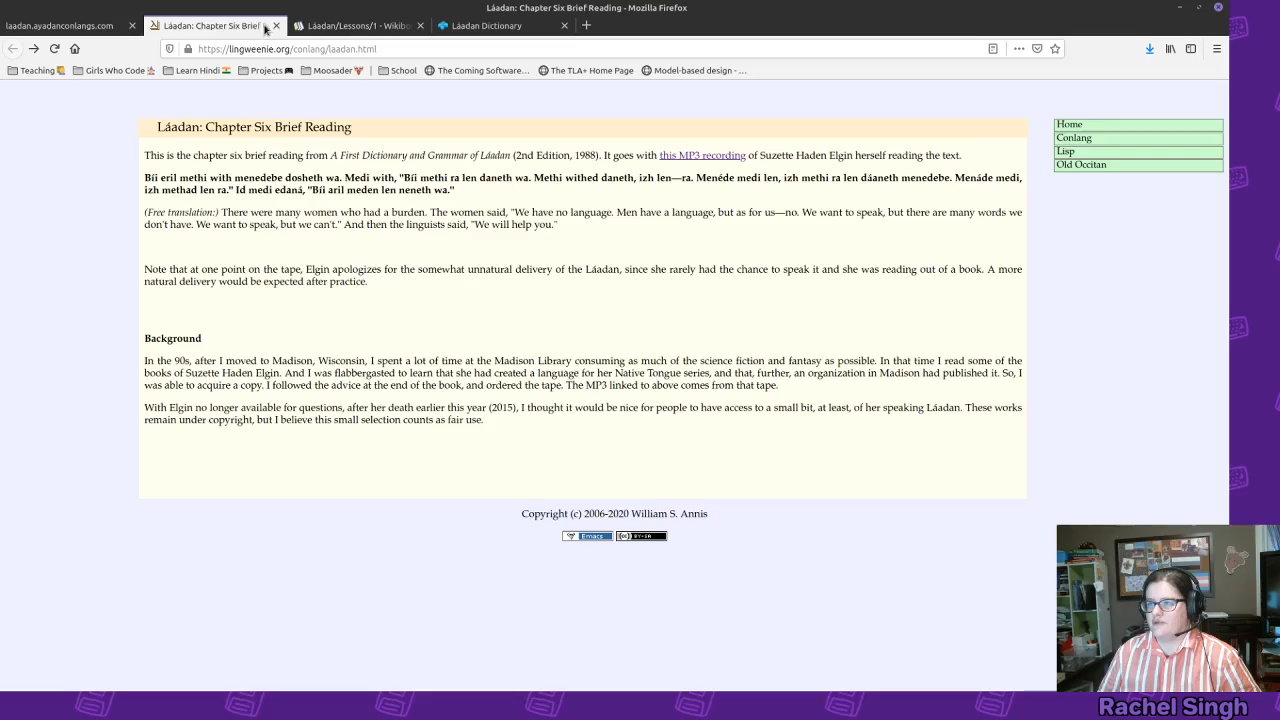 Láadan: Chapter Six Brief Reading - Mozilla Firefox
laadan.ayadanconlangs.com
Láadan: Chapter Six Brief
Láadan/Lessons/1 - Wikib
Láadan Dictionary
https://lingweenie.org/conlang/laadan.html
Teaching
Girls Who Code
Learn Hindi
Projects
Moosader
School
The Coming Software...
The TLA+ Home Page
Model-based design - ...
Láadan: Chapter Six Brief Reading
This is the chapter six brief reading from A First Dictionary and Grammar of Láadan (2nd Edition, 1988). It goes with this MP3 recording of Suzette Haden Elgin herself reading the text.
Bíi eril methi with menedebe dosheth wa. Medi with, "Bíi methi ra len daneth wa. Methi withed daneth, izh len—ra. Menéde medi len, izh methi ra len dáaneth menedebe. Menáde medi,
izh methad len ra." Id medi edaná, "Bíi aril meden len neneth wa."
(Free translation:) There were many women who had a burden. The women said, "We have no language. Men have a language, but as for us—no. We want to speak, but there are many words we
don't have. We want to speak, but we can't." And then the linguists said, "We will help you."
Note that at one point on the tape, Elgin apologizes for the somewhat unnatural delivery of the Láadan, since she rarely had the chance to speak it and she was reading out of a book. A more
natural delivery would be expected after practice.
Background
In the 90s, after I moved to Madison, Wisconsin, I spent a lot of time at the Madison Library consuming as much of the science fiction and fantasy as possible. In that time I read some of the
books of Suzette Haden Elgin. And I was flabbergasted to learn that she had created a language for her Native Tongue series, and that, further, an organization in Madison had published it. So, I
was able to acquire a copy. I followed the advice at the end of the book, and ordered the tape. The MP3 linked to above comes from that tape.
With Elgin no longer available for questions, after her death earlier this year (2015), I thought it would be nice for people to have access to a small bit, at least, of her speaking Láadan. These works
remain under copyright, but I believe this small selection counts as fair use.
Home
Conlang
Lisp
Old Occitan
Copyright (c) 2006-2020 William S. Annis
Emacs
BY-SA
Rachel Singh